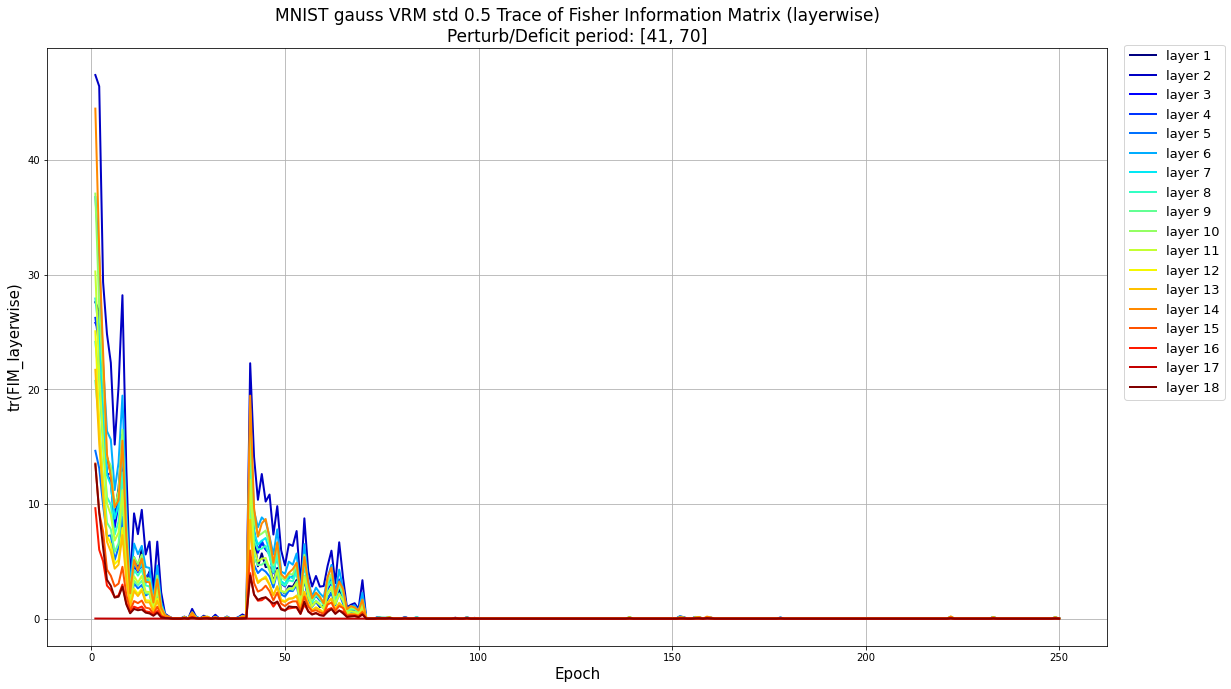 MNIST gauss VRM std 0.5 Trace of Fisher Information Matrix (layerwise)
Perturb/Deficit period: [41, 70]
tr(FIM_layerwise)
40
30
20
10
0
0
50
100
150
200
250
Epoch
layer 1
layer 2
layer 3
layer 4
layer 5
layer 6
layer 7
layer 8
layer 9
layer 10
layer 11
layer 12
layer 13
layer 14
layer 15
layer 16
layer 17
layer 18